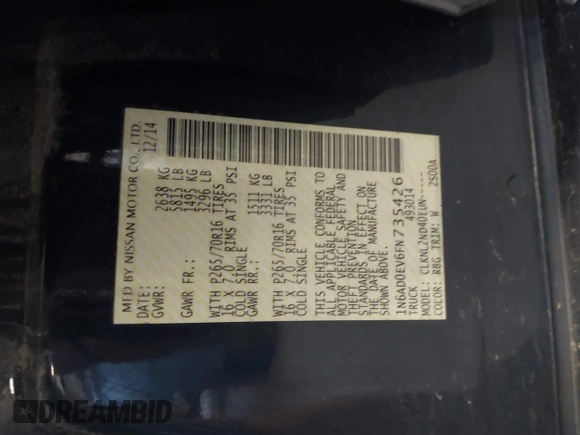 MFD BY NISSAN MOTOR CO., LTD.
DATE: 12/14
GVWR: 2638 KG
5815 LB
GAWR FR.: 1495 KG
3296 LB
WITH P265/70R16 TIRES
16 X 7.0 RIMS AT 35 PSI
COLD SINGLE
GAWR RR.: 1511 KG
3331 LB
WITH P265/70R16 TIRES
16 X 7.0 RIMS AT 35 PSI
COLD SINGLE
THIS VEHICLE CONFORMS TO
ALL APPLICABLE FEDERAL
MOTOR VEHICLE SAFETY AND
THEFT PREVENTION
STANDARDS IN EFFECT ON
THE DATE OF MANUFACTURE
SHOWN ABOVE.
1N6AD0EV6FN735426
TRUCK 493014
MODEL: CLKNLZND40EUN-----
COLOR: RBG TRIM: W ZSOOA
DREAMBID